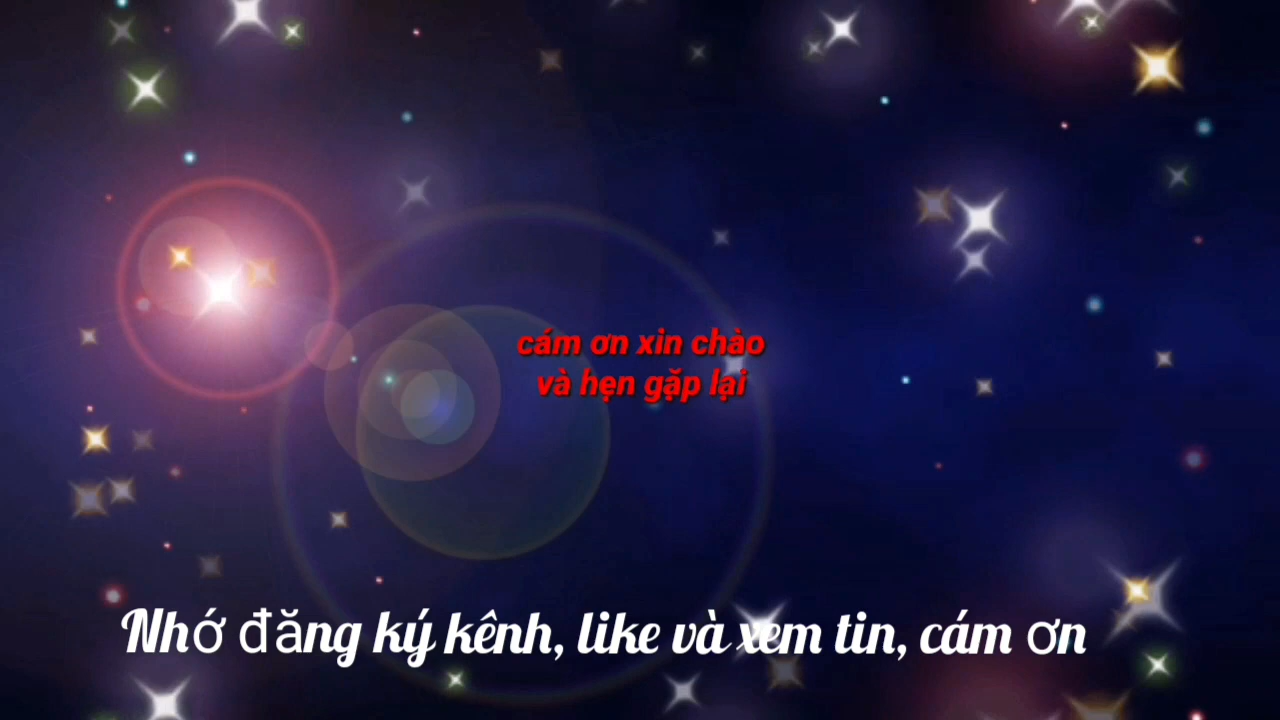 cám ơn xin chào
và hẹn gặp lại
Nhớ đăng ký kênh, like và xem tin, cám ơn